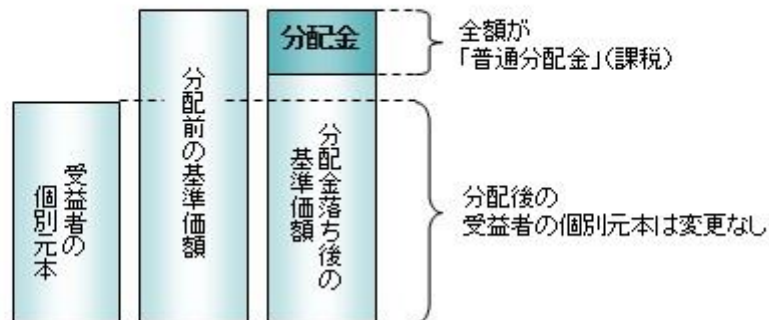 受益者の
個別元本
分配前の基準価額
分配金
分配金落ち後の
基準価額
全額が
「普通分配金」(課税)
分配後の
受益者の個別元本は変更なし